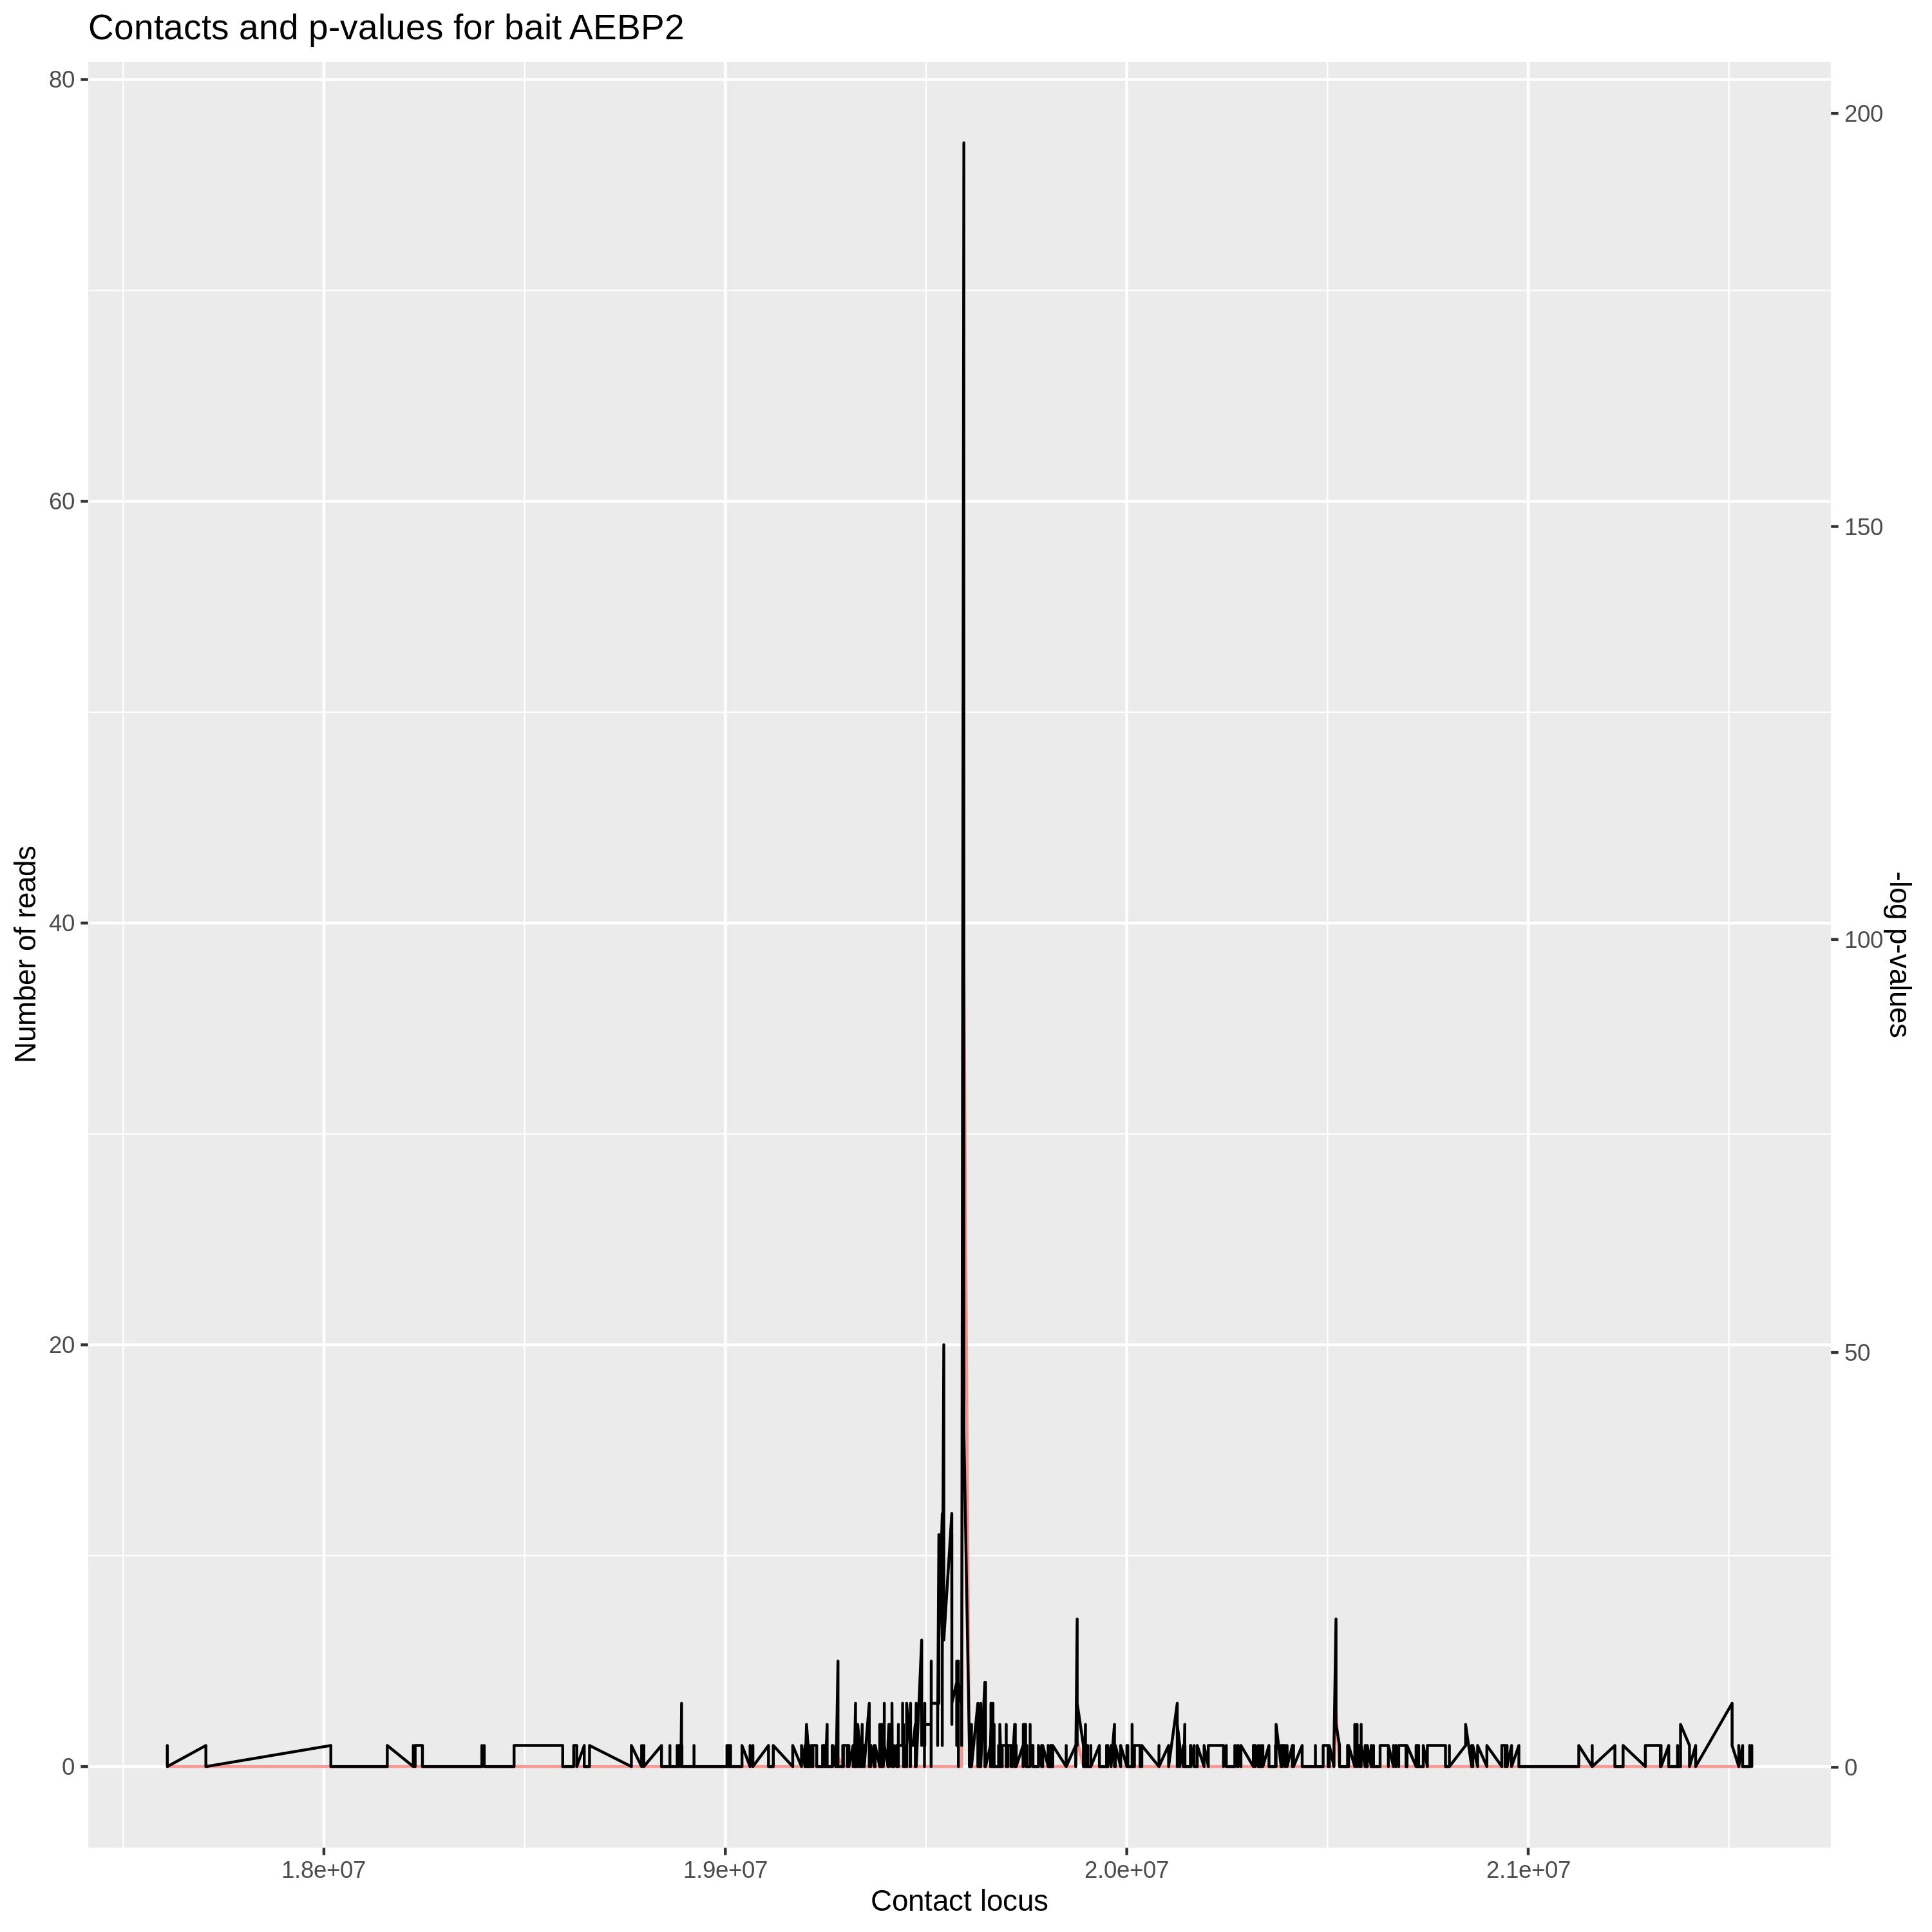 Contacts and p-values for bait AEBP2
80
60
40
20
0
Number of reads
200
150
100
50
0
-log p-values
1.8e+07
1.9e+07
2.0e+07
2.1e+07
Contact locus